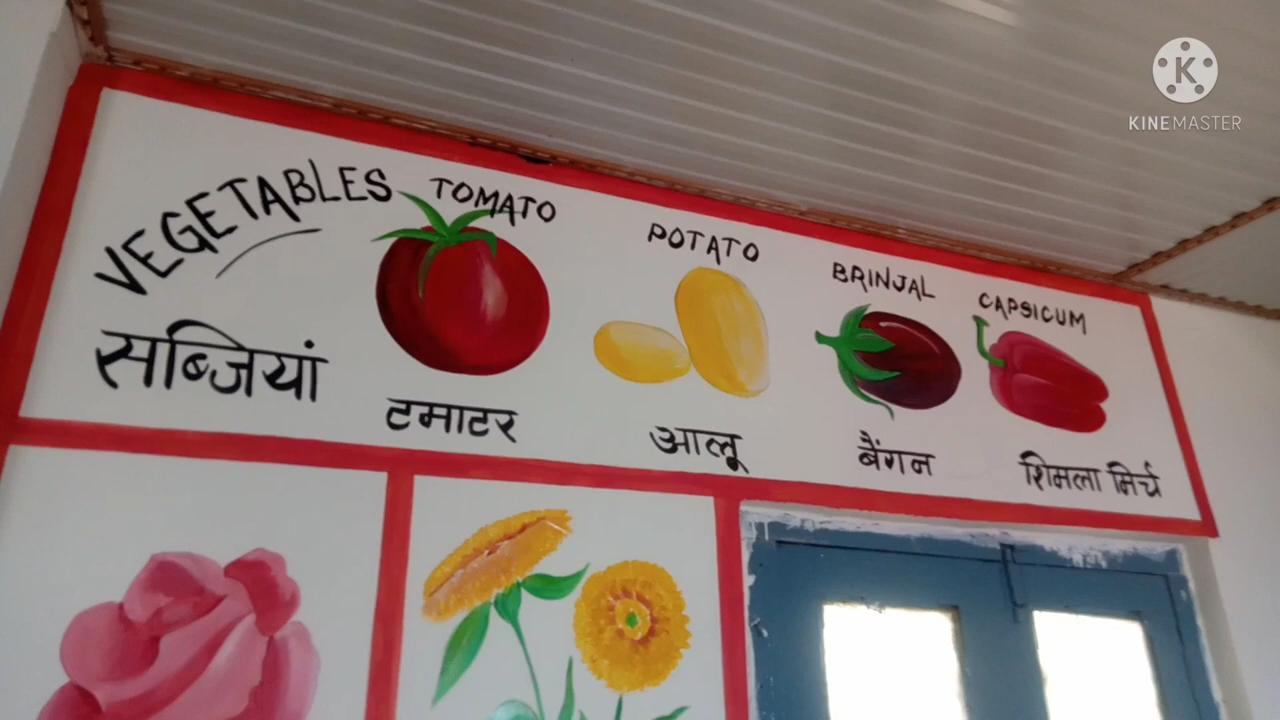 VEGETABLES
सब्जियां
TOMATO
टमाटर
POTATO
आलू
BRINJAL
बैंगन
CAPSICUM
शिमला मिर्च
K
KINEMASTER